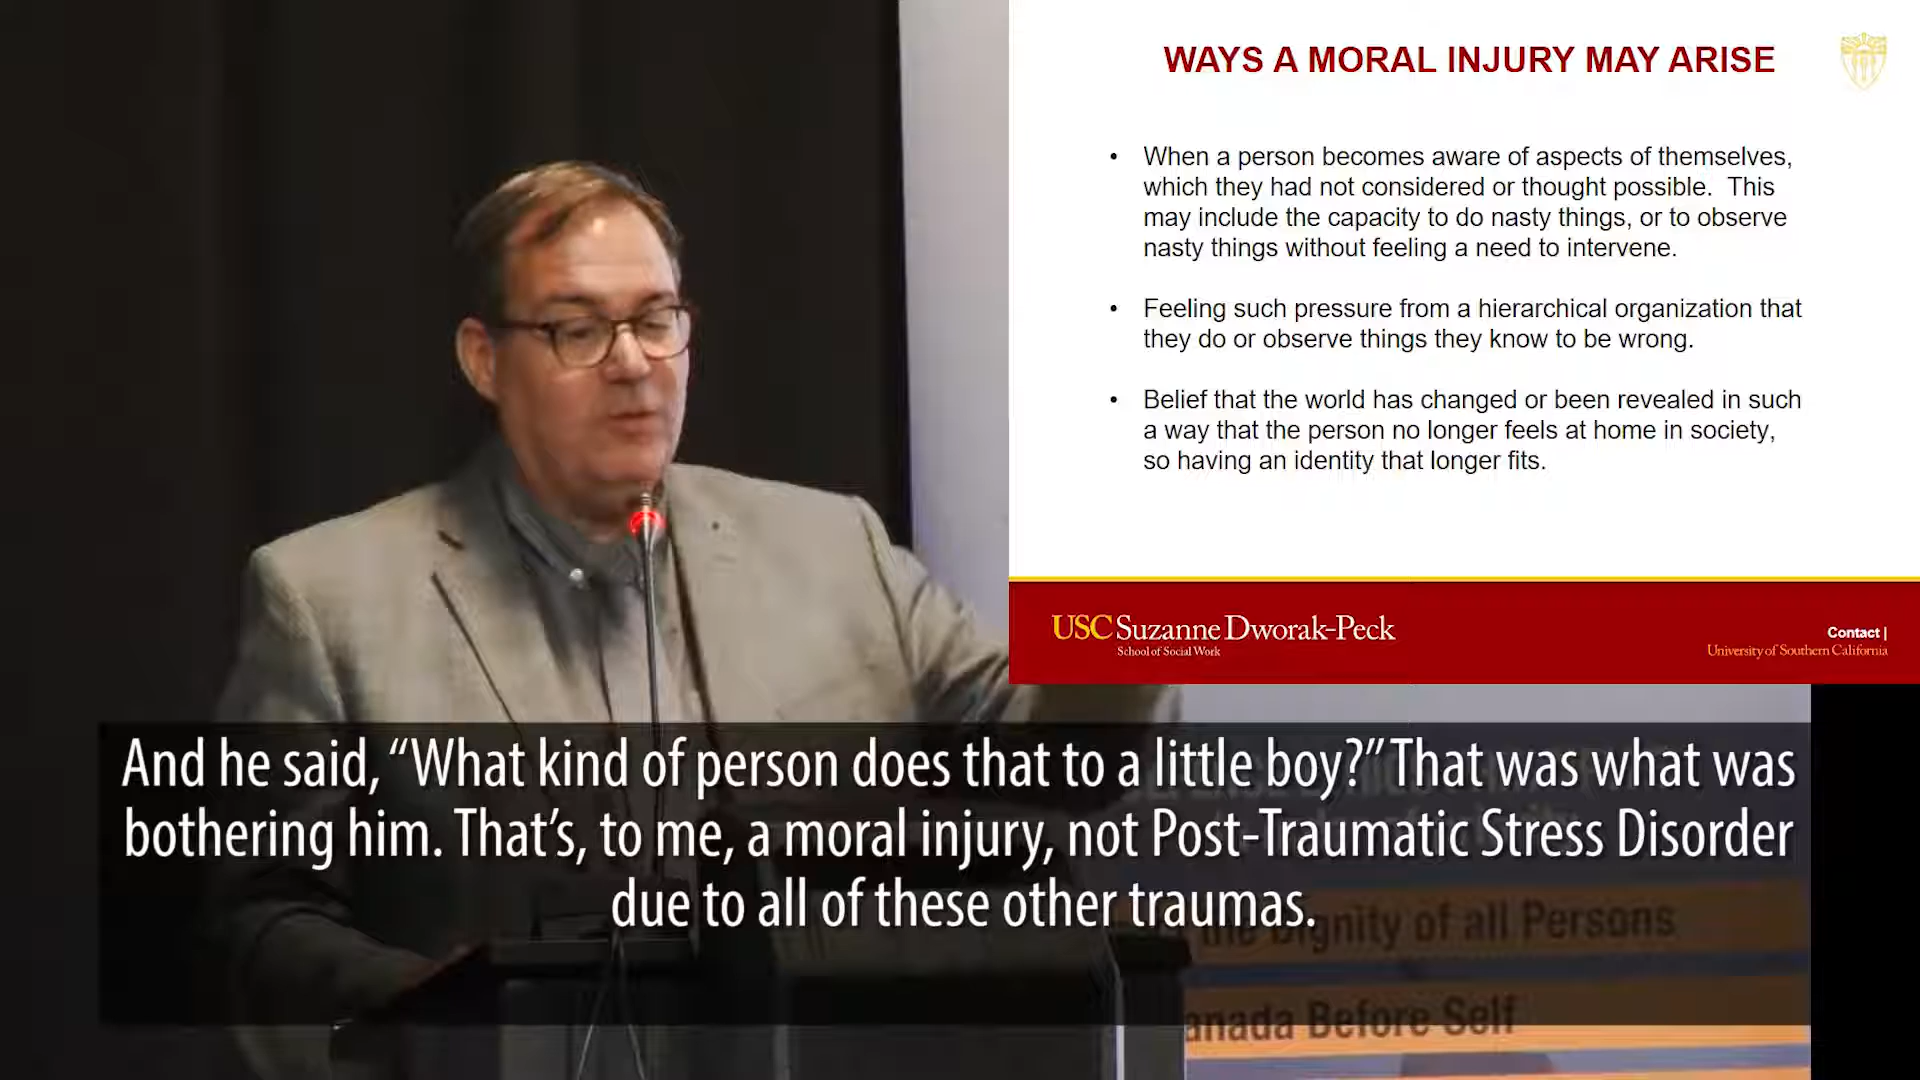 WAYS A MORAL INJURY MAY ARISE
• When a person becomes aware of aspects of themselves,
which they had not considered or thought possible.  This
may include the capacity to do nasty things, or to observe
nasty things without feeling a need to intervene.
• Feeling such pressure from a hierarchical organization that
they do or observe things they know to be wrong.
• Belief that the world has changed or been revealed in such
a way that the person no longer feels at home in society,
so having an identity that longer fits.
USC Suzanne Dworak-Peck
School of Social Work
Contact |
University of Southern California
And he said, “What kind of person does that to a little boy?” That was what was
bothering him. That’s, to me, a moral injury, not Post-Traumatic Stress Disorder
due to all of these other traumas.
the Dignity of all Persons
anada Before Self